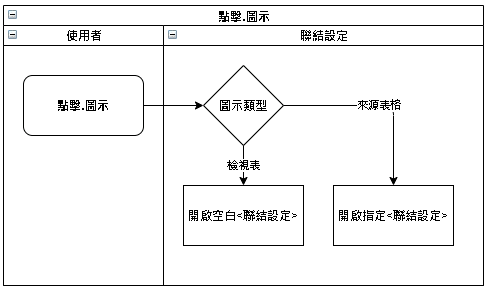 點擊.圖示
使用者
聯結設定
點擊.圖示
圖示類型
來源表格
檢視表
開啟空白<聯結設定>
開啟指定<聯結設定>